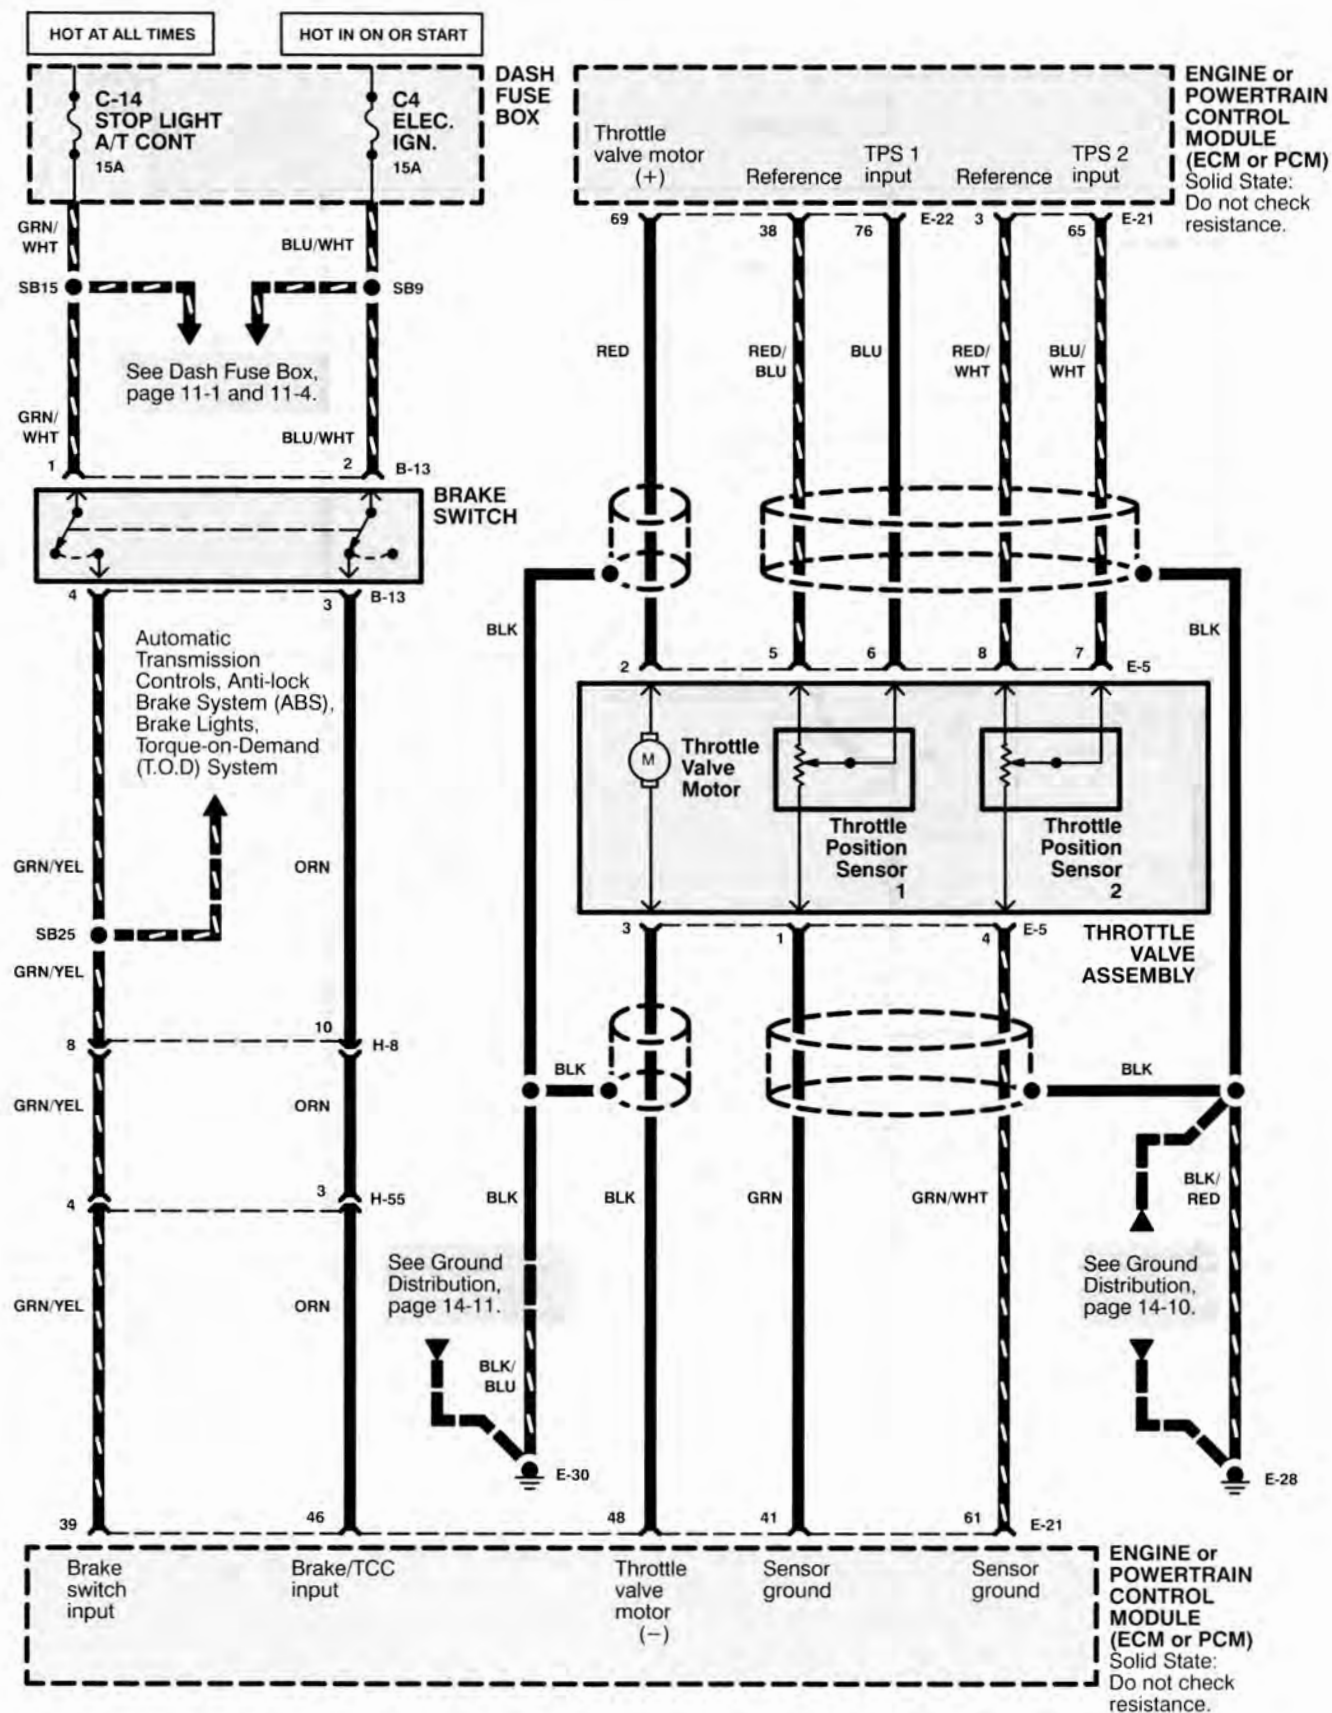 HOT AT ALL TIMES
HOT IN ON OR START
C-14
STOP LIGHT
A/T CONT
15A
C4
ELEC.
IGN.
15A
DASH
FUSE
BOX
Throttle
valve motor
(+)
Reference
TPS 1
input
Reference
TPS 2
input
ENGINE or
POWERTRAIN
CONTROL
MODULE
(ECM or PCM)
Solid State:
Do not check
resistance.
69
38
76
E-22
3
65
E-21
GRN/
WHT
BLU/WHT
SB15
SB9
See Dash Fuse Box,
page 11-1 and 11-4.
RED
RED/
BLU
BLU
RED/
WHT
BLU/
WHT
GRN/
WHT
BLU/WHT
1
2
B-13
BRAKE
SWITCH
4
3
B-13
BLK
BLK
Automatic
Transmission
Controls, Anti-lock
Brake System (ABS),
Brake Lights,
Torque-on-Demand
(T.O.D) System
2
5
6
8
7
E-5
M
Throttle
Valve
Motor
Throttle
Position
Sensor
1
Throttle
Position
Sensor
2
GRN/YEL
ORN
SB25
GRN/YEL
3
1
4
E-5
THROTTLE
VALVE
ASSEMBLY
8
10
H-8
BLK
BLK
GRN/YEL
ORN
4
3
H-55
BLK
BLK
GRN
GRN/WHT
BLK/
RED
See Ground
Distribution,
page 14-11.
See Ground
Distribution,
page 14-10.
GRN/YEL
ORN
BLK/
BLU
E-30
E-28
39
46
48
41
61
E-21
Brake
switch
input
Brake/TCC
input
Throttle
valve
motor
(−)
Sensor
ground
Sensor
ground
ENGINE or
POWERTRAIN
CONTROL
MODULE
(ECM or PCM)
Solid State:
Do not check
resistance.